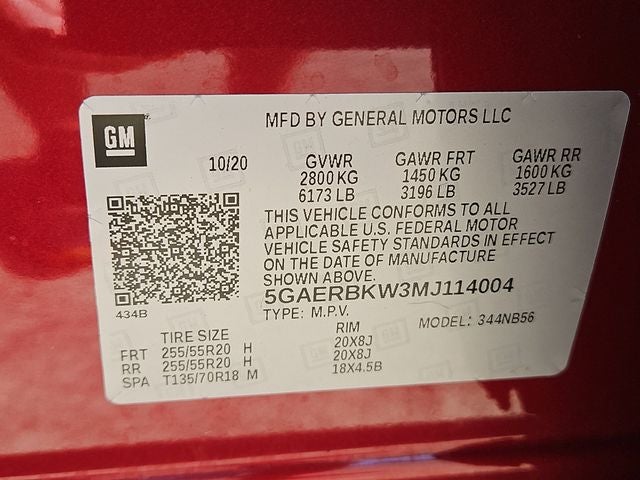 GM
MFD BY GENERAL MOTORS LLC
10/20 GVWR GAWR FRT GAWR RR
2800 KG 1450 KG 1600 KG
6173 LB 3196 LB 3527 LB
THIS VEHICLE CONFORMS TO ALL
APPLICABLE U.S. FEDERAL MOTOR
VEHICLE SAFETY STANDARDS IN EFFECT
ON THE DATE OF MANUFACTURE
SHOWN ABOVE.
5GAERBKW3MJ114004
434B
TYPE: M.P.V. MODEL: 344NB56
TIRE SIZE RIM
FRT 255/55R20 H 20X8J
RR 255/55R20 H 20X8J
SPA T135/70R18 M 18X4.5B